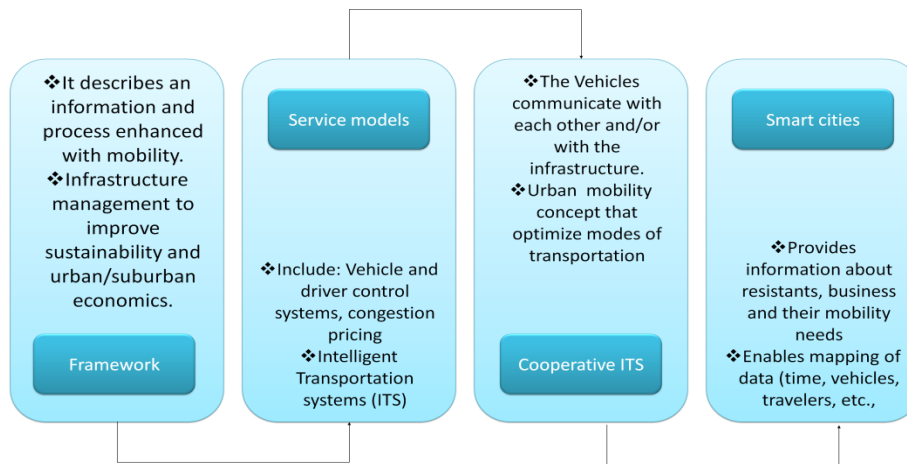 ❖It describes an
information and
process enhanced
with mobility.
❖Infrastructure
management to
improve
sustainability and
urban/suburban
economics.
Framework
Service models
❖Include: Vehicle and
driver control
systems, congestion
pricing
❖Intelligent
Transportation
systems (ITS)
❖The Vehicles
communicate with
each other and/or
with the
infrastructure.
❖Urban mobility
concept that
optimize modes of
transportation
Cooperative ITS
Smart cities
❖Provides
information about
resistants, business
and their mobility
needs
❖Enables mapping of
data (time, vehicles,
travelers, etc.,